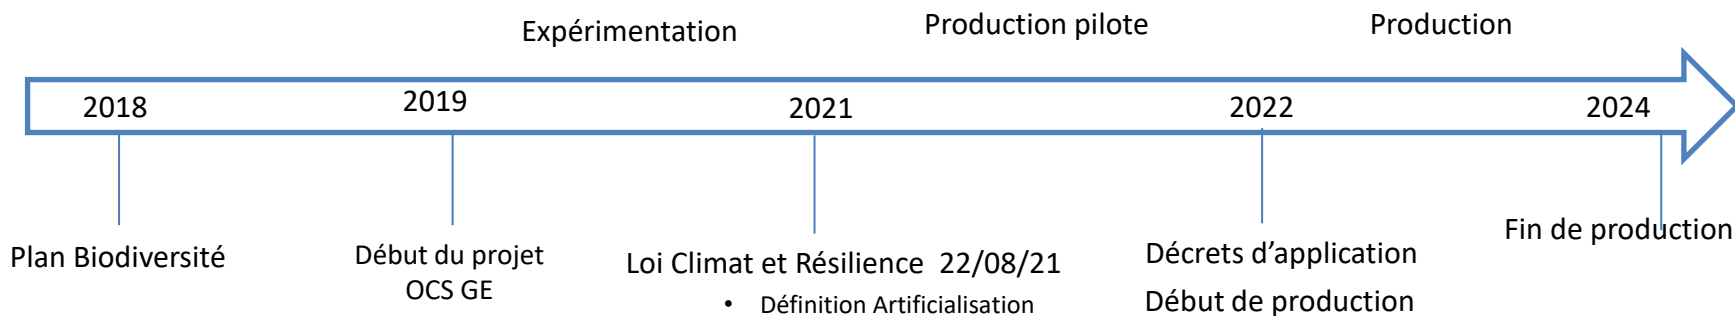 Expérimentation
Production pilote
Production
2018
2019
2021
2022
2024
Plan Biodiversité
Début du projet
OCS GE
Loi Climat et Résilience 22/08/21
• Définition Artificialisation
Décrets d’application
Début de production
Fin de production